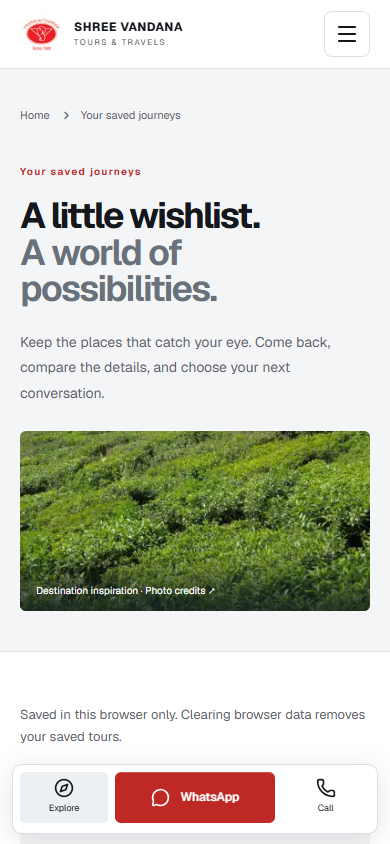 Since 1986
SHREE VANDANA
TOURS & TRAVELS
Home > Your saved journeys
Your saved journeys
A little wishlist.
A world of
possibilities.
Keep the places that catch your eye. Come back,
compare the details, and choose your next
conversation.
Destination inspiration · Photo credits ↗
Saved in this browser only. Clearing browser data removes
your saved tours.
Explore
WhatsApp
Call